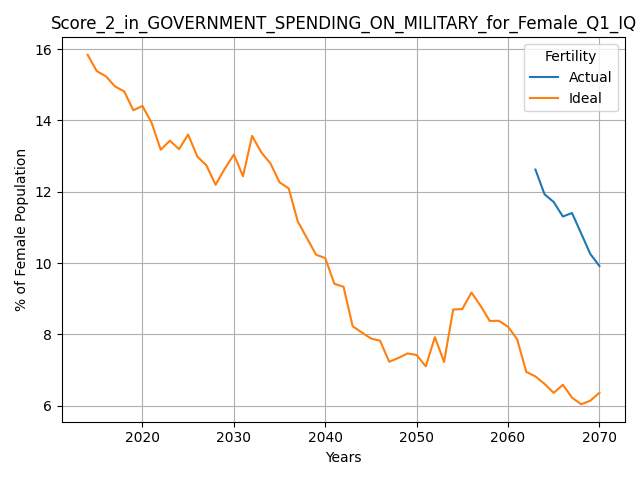 Score_2_in_GOVERNMENT_SPENDING_ON_MILITARY_for_Female_Q1_IQ
Fertility
Actual
Ideal
% of Female Population
16
14
12
10
8
6
2020 2030 2040 2050 2060 2070
Years